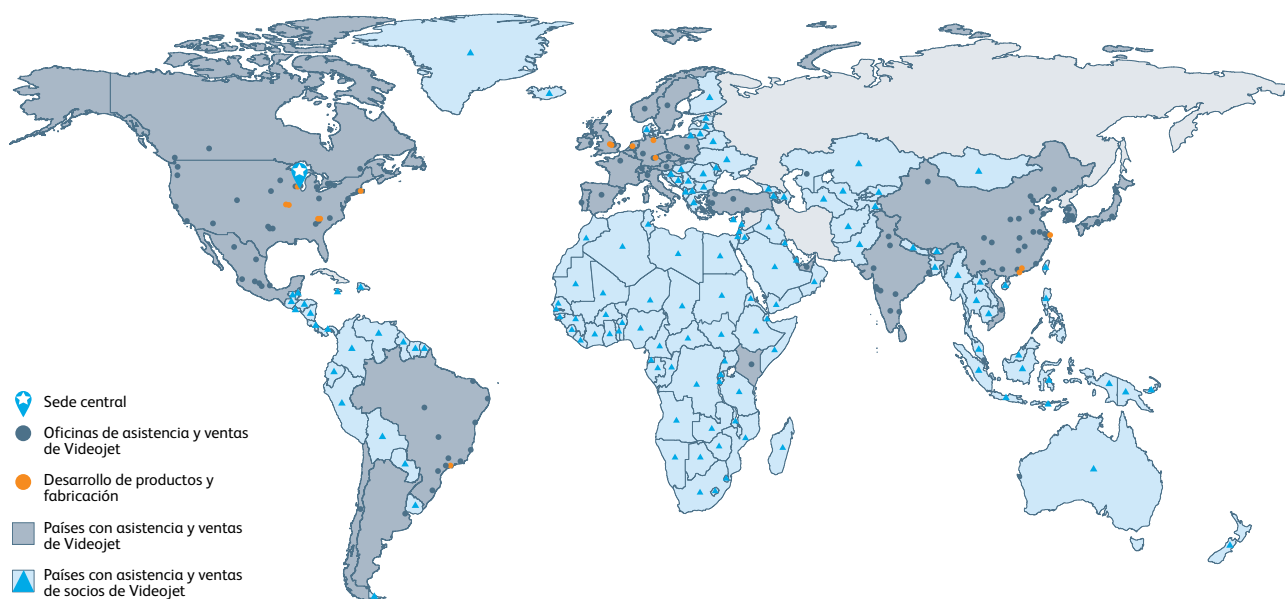 Sede central
Oficinas de asistencia y ventas
de Videojet
Desarrollo de productos y
fabricación
Países con asistencia y ventas
de Videojet
Países con asistencia y ventas
de socios de Videojet